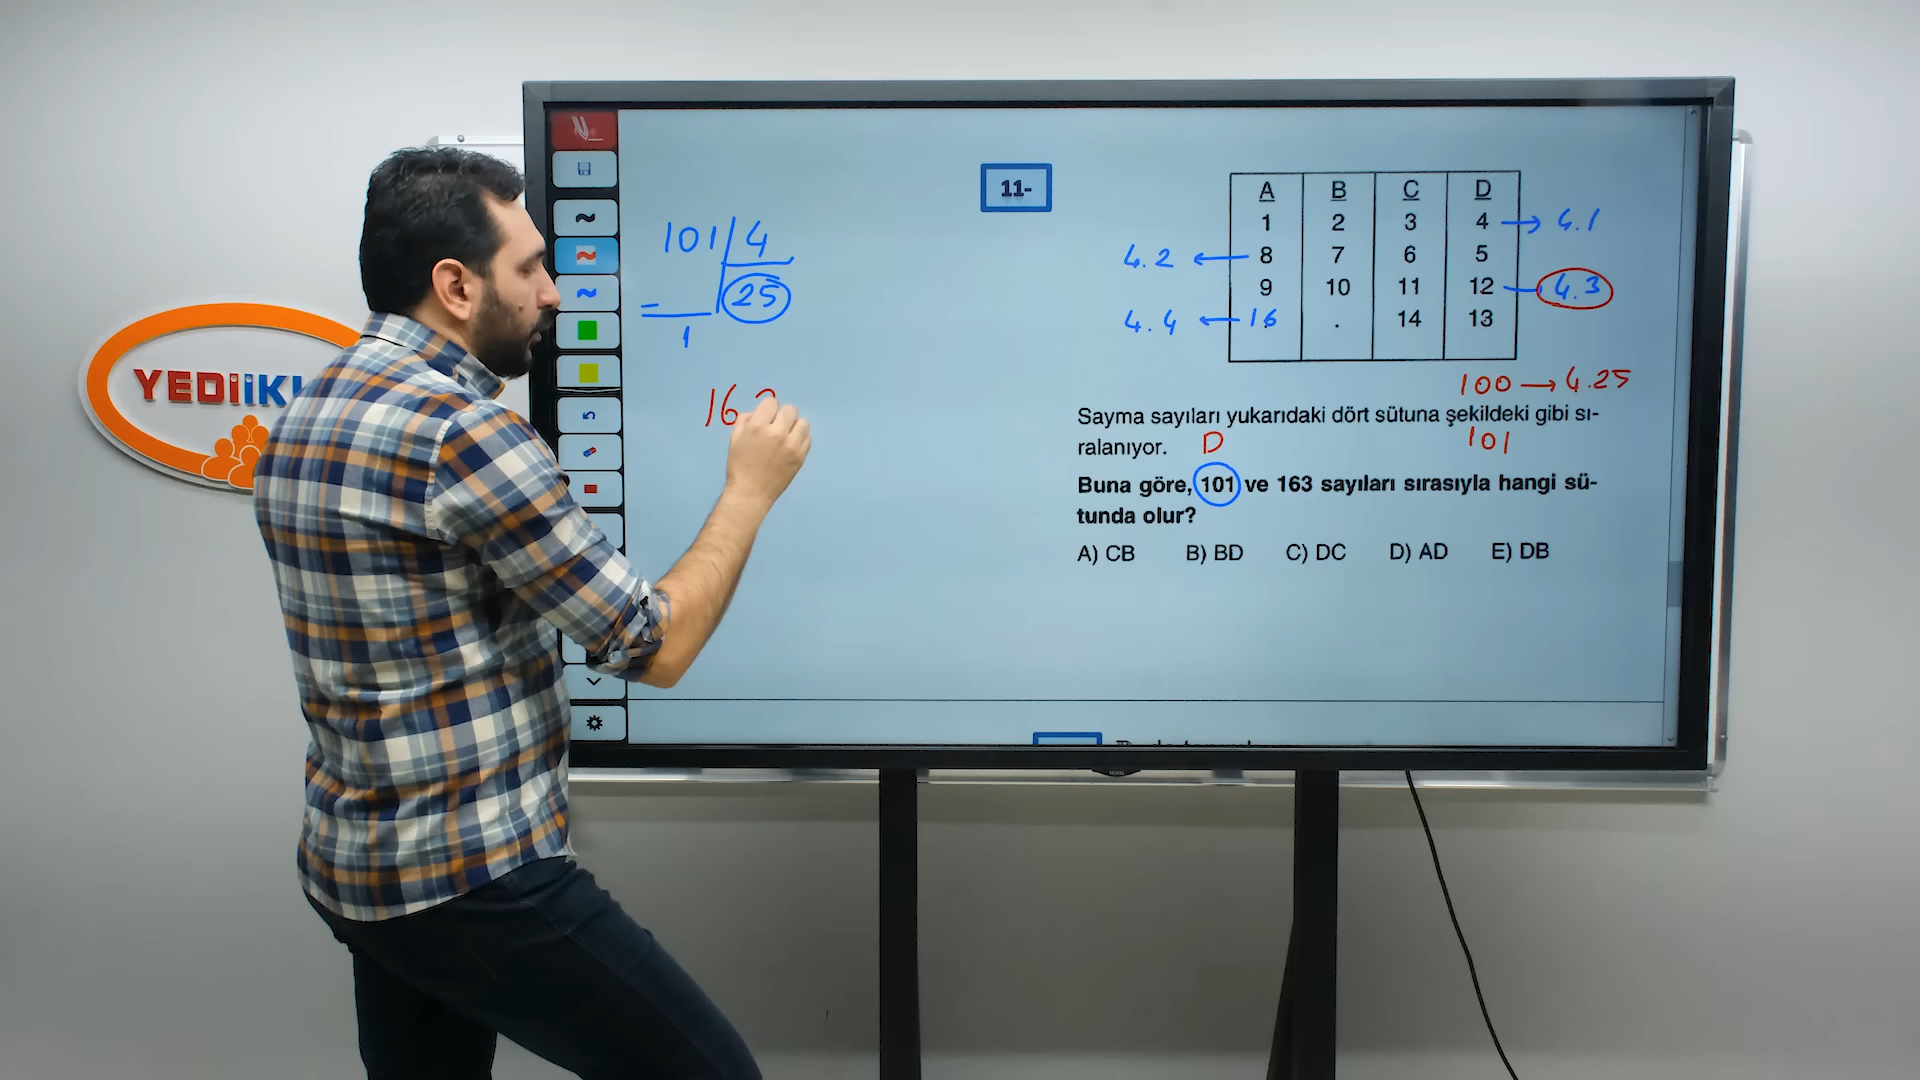 YEDiiKL
11-
A B C D
1 2 3 4 → 4.1
4.2 ← 8 7 6 5
9 10 11 12 4.3
4.4 ← 16 . 14 13
101 4
25
1
16
100 → 4.25
Sayma sayıları yukarıdaki dört sütuna şekildeki gibi sı-
ralanıyor. D 101
Buna göre, 101 ve 163 sayıları sırasıyla hangi sü-
tunda olur?
A) CB B) BD C) DC D) AD E) DB